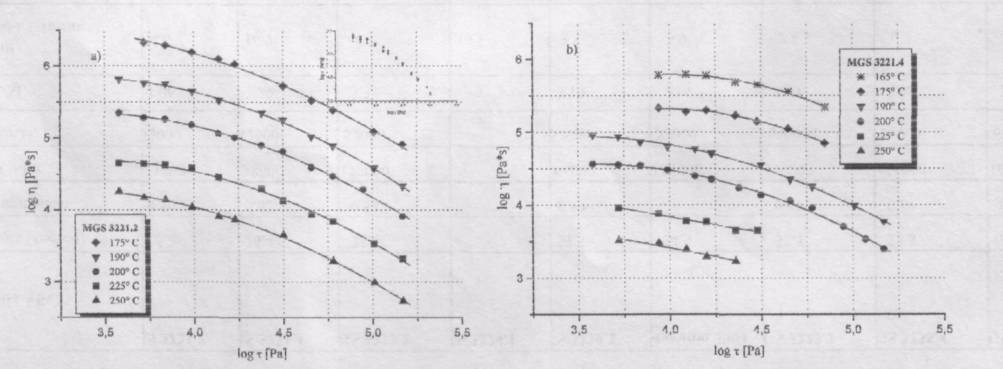 a)
6
5
4
3
log η [Pa*s]
MGS 3221.2
175° C
190° C
200° C
225° C
250° C
3,5 4,0 4,5 5,0 5,5
log τ [Pa]
b)
6
5
4
3
log η [Pa*s]
MGS 3221.4
165° C
175° C
190° C
200° C
225° C
250° C
3,5 4,0 4,5 5,0 5,5
log τ [Pa]